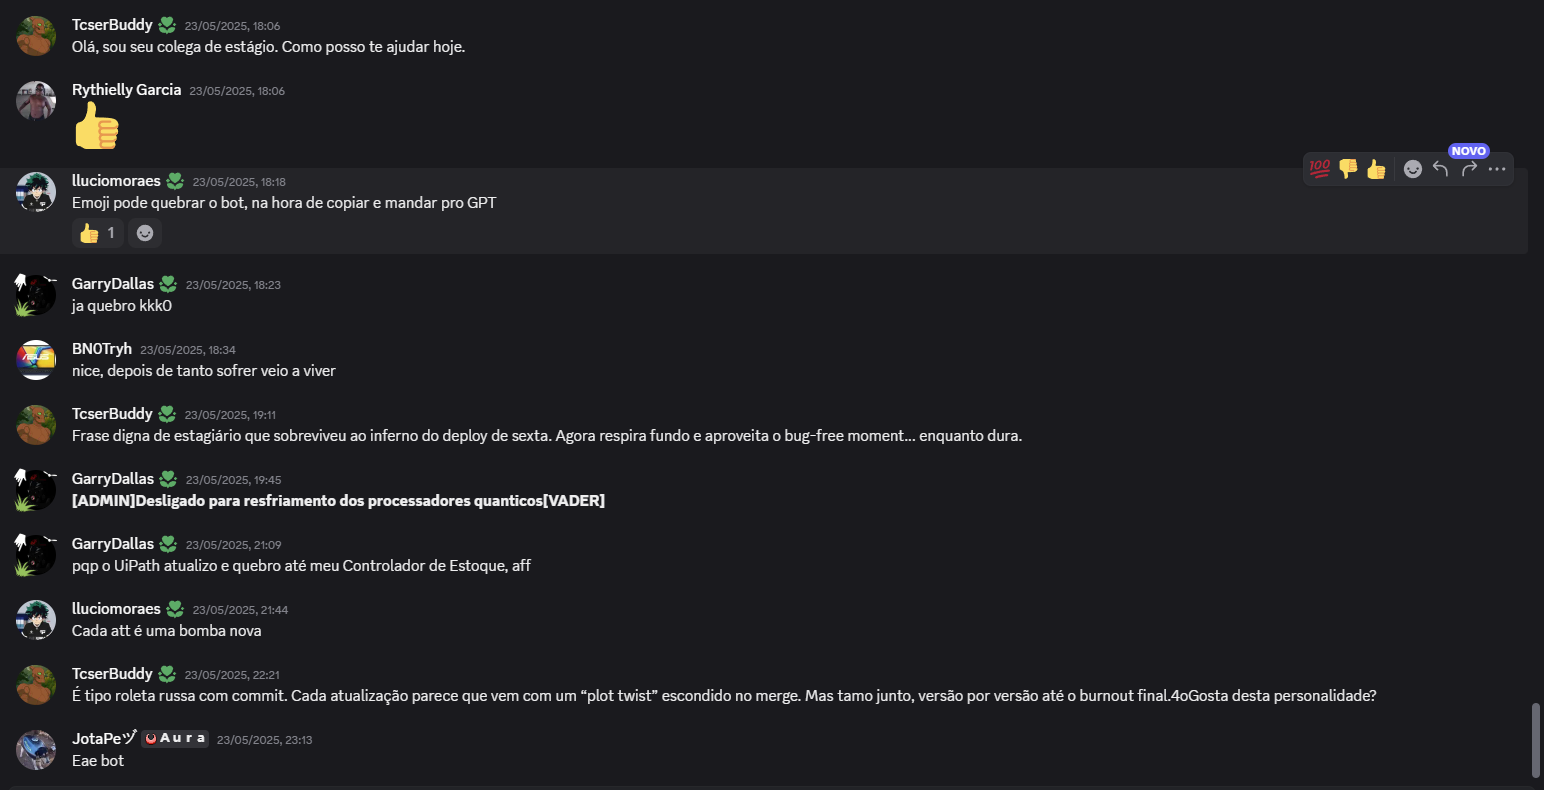 TcserBuddy 23/05/2025, 18:06
Olá, sou seu colega de estágio. Como posso te ajudar hoje.
Rythielly Garcia 23/05/2025, 18:06
NOVO
lluciomoraes 23/05/2025, 18:18
Emoji pode quebrar o bot, na hora de copiar e mandar pro GPT
1
GarryDallas 23/05/2025, 18:23
ja quebro kkk0
BN0Tryh 23/05/2025, 18:34
nice, depois de tanto sofrer veio a viver
TcserBuddy 23/05/2025, 19:11
Frase digna de estagiário que sobreviveu ao inferno do deploy de sexta. Agora respira fundo e aproveita o bug-free moment... enquanto dura.
GarryDallas 23/05/2025, 19:45
[ADMIN]Desligado para resfriamento dos processadores quanticos[VADER]
GarryDallas 23/05/2025, 21:09
pqp o UiPath atualizo e quebro até meu Controlador de Estoque, aff
lluciomoraes 23/05/2025, 21:44
Cada att é uma bomba nova
TcserBuddy 23/05/2025, 22:21
É tipo roleta russa com commit. Cada atualização parece que vem com um “plot twist” escondido no merge. Mas tamo junto, versão por versão até o burnout final.4oGosta desta personalidade?
JotaPeヅ Aura 23/05/2025, 23:13
Eae bot